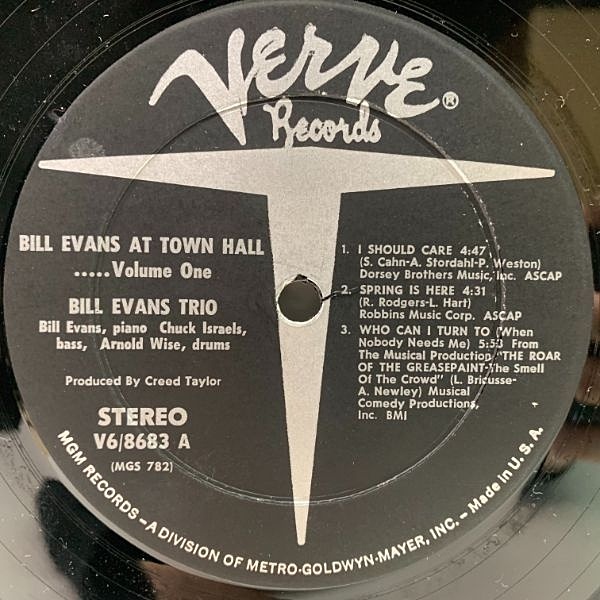 Verve®
Records
BILL EVANS AT TOWN HALL
.....Volume One
BILL EVANS TRIO
Bill Evans, piano Chuck Israels,
bass, Arnold Wise, drums
Produced By Creed Taylor
STEREO
V6/8683 A
(MGS 782)
1. I SHOULD CARE 4:47
(S. Cahn-A. Stordahl-P. Weston)
Dorsey Brothers Music, Inc. ASCAP
2. SPRING IS HERE 4:31
(R. Rodgers-L. Hart)
Robbins Music Corp. ASCAP
3. WHO CAN I TURN TO (When
Nobody Needs Me) 5:53 From
The Musical Production "THE ROAR
OF THE GREASEPAINT-The Smell
Of The Crowd" (L. Bricusse-
A. Newley) Musical
Comedy Productions,
Inc. BMI
MGM RECORDS – A DIVISION OF METRO-GOLDWYN-MAYER, INC. – Made in U.S.A.